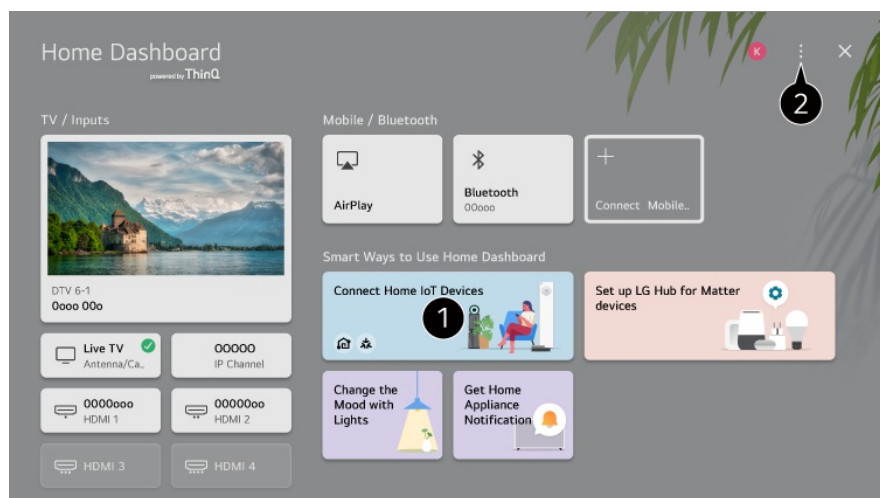 Home Dashboard
powered by ThinQ
K
2
TV / Inputs
DTV 6-1
0ooo 00o
Live TV
Antenna/Ca..
OOOOO
IP Channel
0000ooo
HDMI 1
00000oo
HDMI 2
HDMI 3
HDMI 4
Mobile / Bluetooth
AirPlay
Bluetooth
00ooo
Connect Mobile..
Smart Ways to Use Home Dashboard
Connect Home IoT Devices
1
Set up LG Hub for Matter
devices
Change the
Mood with
Lights
Get Home
Appliance
Notification